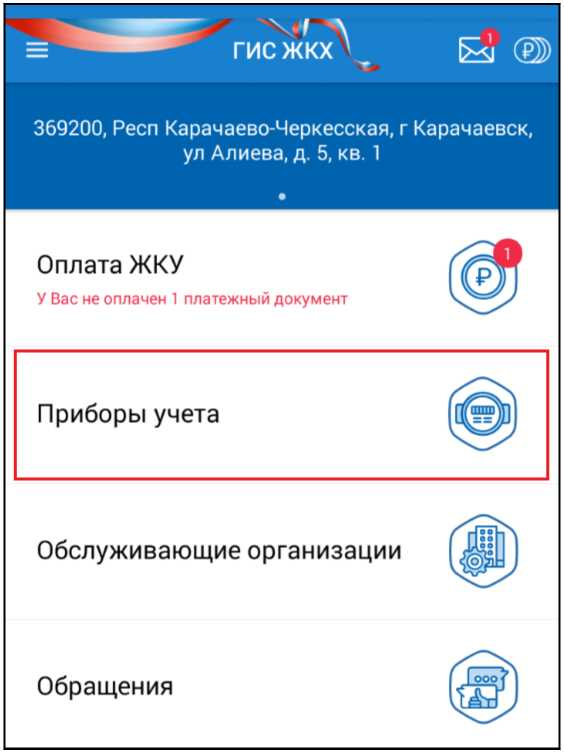 ГИС ЖКХ
1
369200, Респ Карачаево-Черкесская, г Карачаевск,
ул Алиева, д. 5, кв. 1
Оплата ЖКУ
1
₽
У Вас не оплачен 1 платежный документ
Приборы учета
Обслуживающие организации
Обращения